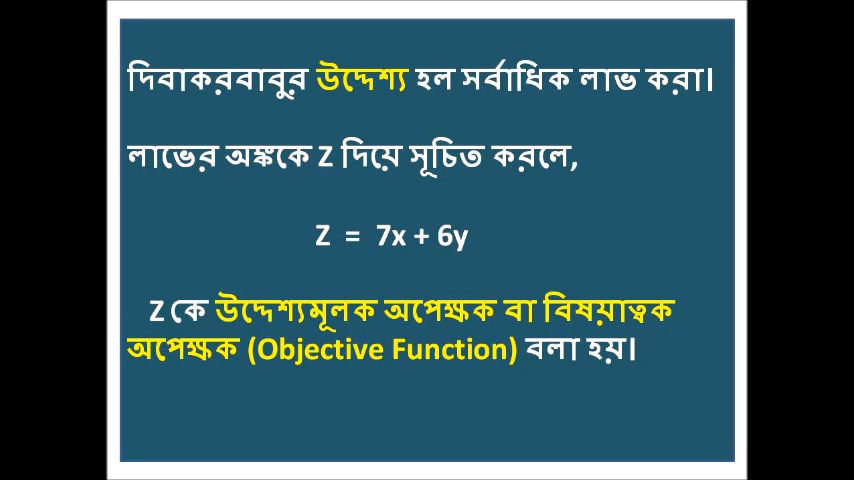 দিবাকরবাবুর উদ্দেশ্য হল সর্বাধিক লাভ করা।
লাভের অঙ্ককে Z দিয়ে সূচিত করলে,
Z = 7x + 6y
Z কে উদ্দেশ্যমূলক অপেক্ষক বা বিষয়াত্বক
অপেক্ষক (Objective Function) বলা হয়।